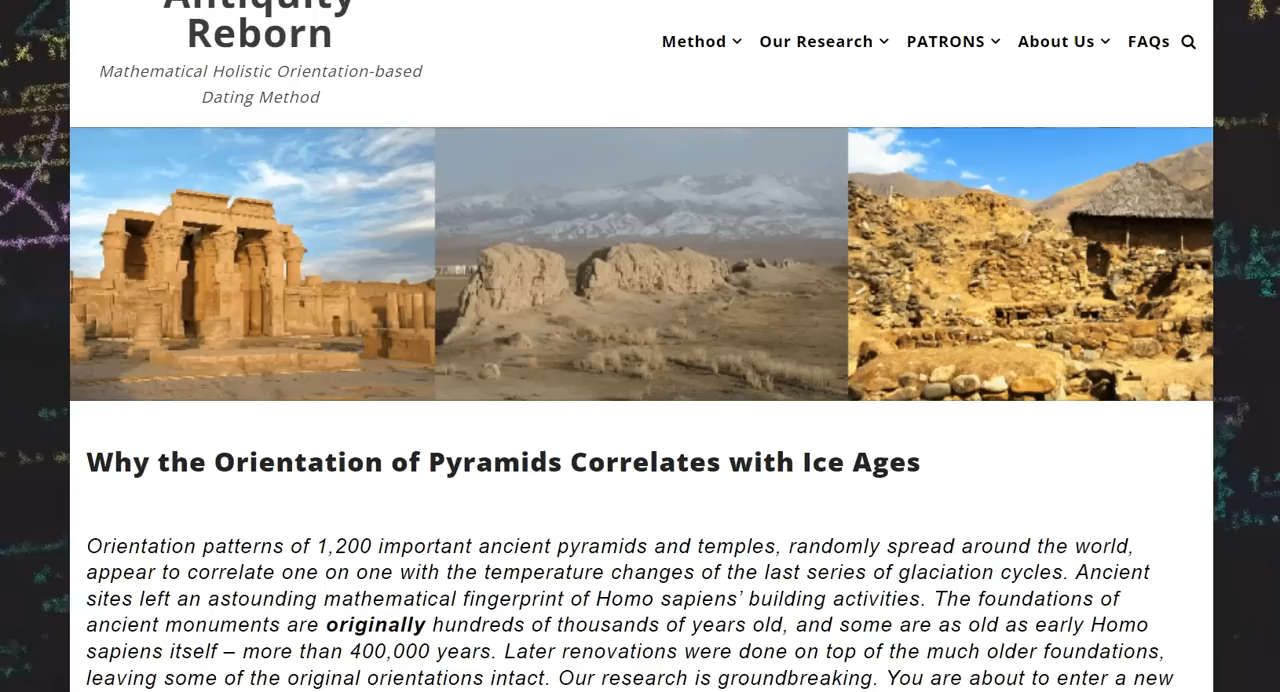 Antiquity
Reborn
Mathematical Holistic Orientation-based
Dating Method
Method
Our Research
PATRONS
About Us
FAQs
Why the Orientation of Pyramids Correlates with Ice Ages
Orientation patterns of 1,200 important ancient pyramids and temples, randomly spread around the world,
appear to correlate one on one with the temperature changes of the last series of glaciation cycles. Ancient
sites left an astounding mathematical fingerprint of Homo sapiens’ building activities. The foundations of
ancient monuments are originally hundreds of thousands of years old, and some are as old as early Homo
sapiens itself – more than 400,000 years. Later renovations were done on top of the much older foundations,
leaving some of the original orientations intact. Our research is groundbreaking. You are about to enter a new